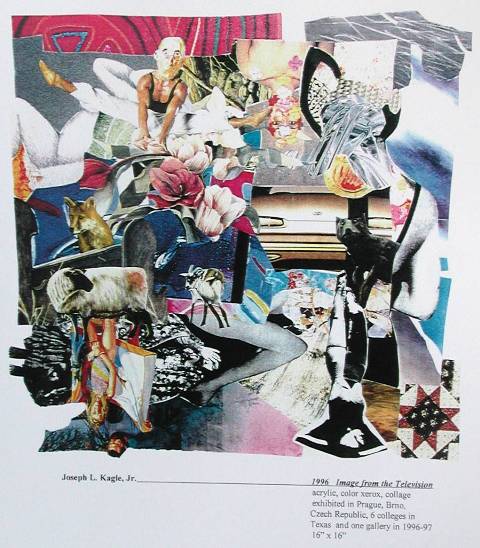 Joseph L. Kagle, Jr. 1996 Image from the Television
acrylic, color xerox, collage
exhibited in Prague, Brno,
Czech Republic, 6 colleges in
Texas and one gallery in 1996-97
16" x 16"